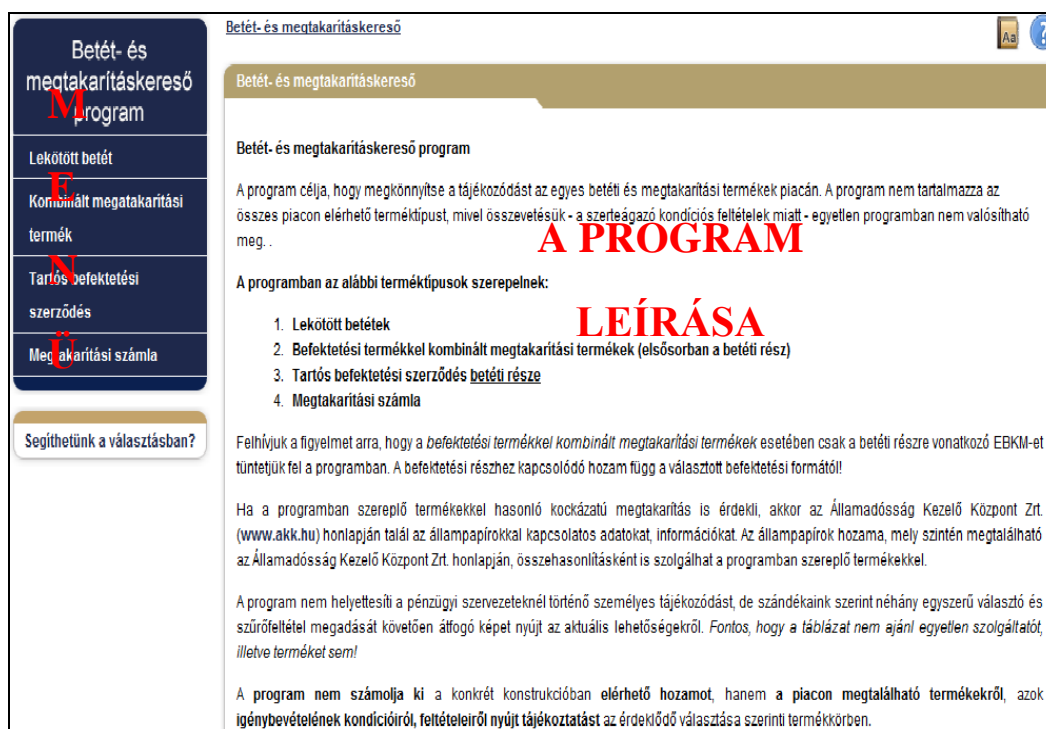 Betét- és
megtakarításkereső
program
Lekötött betét
Kombinált megatakarítási
termék
Tartós befektetési
szerződés
Megtakarítási számla
M
E
N
Ü
Segíthetünk a választásban?
Betét- és megtakarításkereső
Aa ?
Betét- és megtakarításkereső
Betét- és megtakarításkereső program
A program célja, hogy megkönnyítse a tájékozódást az egyes betéti és megtakarítási termékek piacán. A program nem tartalmazza az
összes piacon elérhető terméktípust, mivel összevetésük - a szerteágazó kondíciós feltételek miatt - egyetlen programban nem valósítható
meg. .
A PROGRAM
LEÍRÁSA
A programban az alábbi terméktípusok szerepelnek:
1. Lekötött betétek
2. Befektetési termékkel kombinált megtakarítási termékek (elsősorban a betéti rész)
3. Tartós befektetési szerződés betéti része
4. Megtakarítási számla
Felhívjuk a figyelmet arra, hogy a befektetési termékkel kombinált megtakarítási termékek esetében csak a betéti részre vonatkozó EBKM-et
tüntetjük fel a programban. A befektetési részhez kapcsolódó hozam függ a választott befektetési formától!
Ha a programban szereplő termékekkel hasonló kockázatú megtakarítás is érdekli, akkor az Államadósság Kezelő Központ Zrt.
(www.akk.hu) honlapján talál az állampapírokkal kapcsolatos adatokat, információkat. Az állampapírok hozama, mely szintén megtalálható
az Államadósság Kezelő Központ Zrt. honlapján, összehasonlításként is szolgálhat a programban szereplő termékekkel.
A program nem helyettesíti a pénzügyi szervezeteknél történő személyes tájékozódást, de szándékaink szerint néhány egyszerű választó és
szűrőfeltétel megadását követően átfogó képet nyújt az aktuális lehetőségekről. Fontos, hogy a táblázat nem ajánl egyetlen szolgáltatót,
illetve terméket sem!
A program nem számolja ki a konkrét konstrukcióban elérhető hozamot, hanem a piacon megtalálható termékekről, azok
igénybevételének kondícióiról, feltételeiről nyújt tájékoztatást az érdeklődő választása szerinti termékkörben.